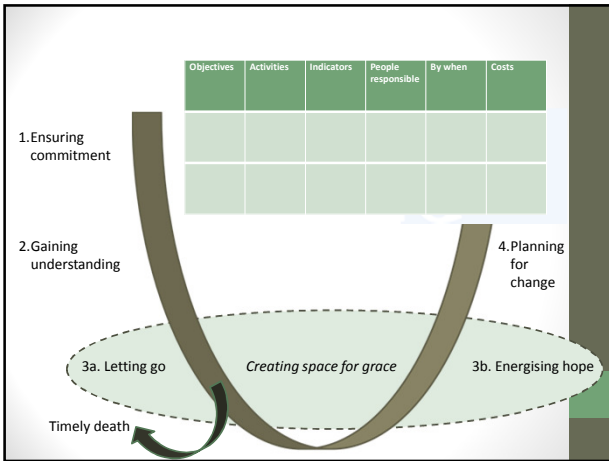 Objectives Activities Indicators People responsible By when Costs
1.Ensuring
commitment
2.Gaining
understanding
4.Planning
for
change
3a. Letting go Creating space for grace 3b. Energising hope
Timely death